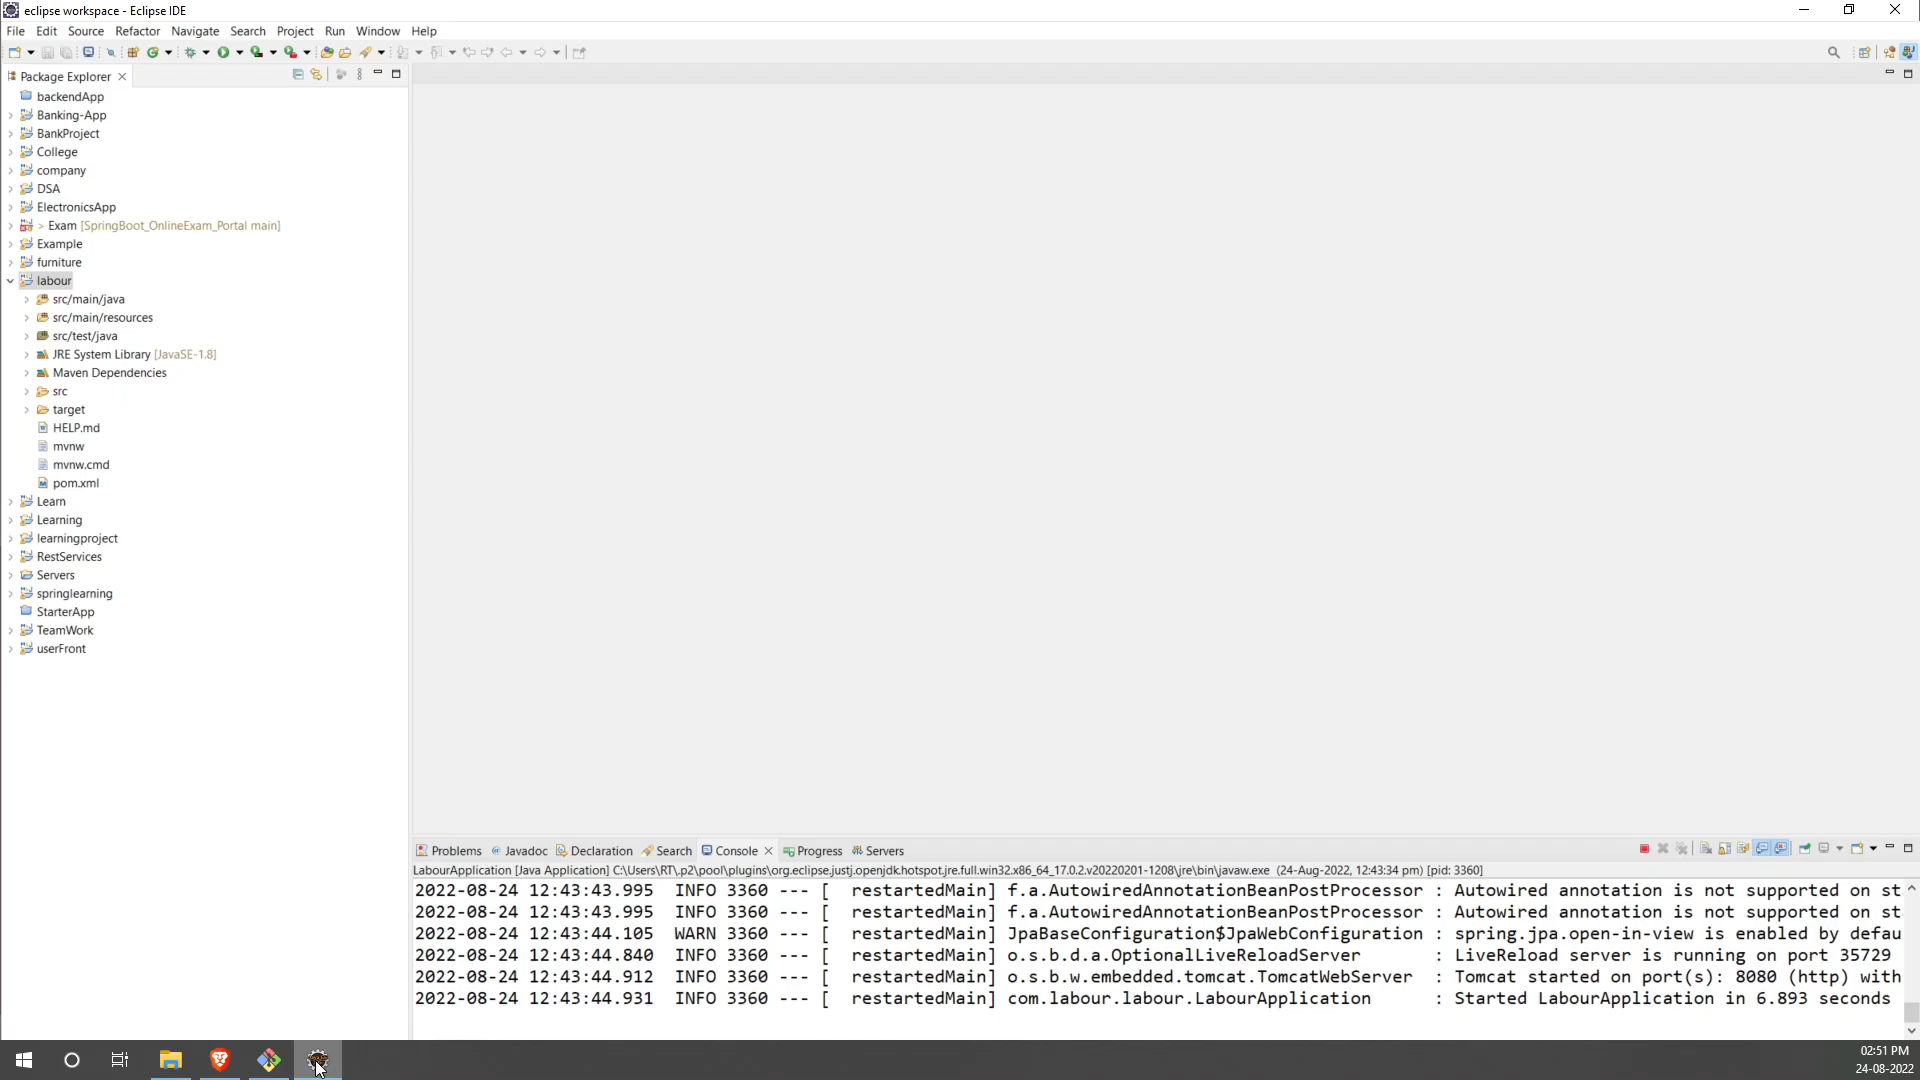 eclipse workspace - Eclipse IDE
File Edit Source Refactor Navigate Search Project Run Window Help
Package Explorer
backendApp
Banking-App
BankProject
College
company
DSA
ElectronicsApp
> Exam [SpringBoot_OnlineExam_Portal main]
Example
furniture
labour
src/main/java
src/main/resources
src/test/java
JRE System Library [JavaSE-1.8]
Maven Dependencies
src
target
HELP.md
mvnw
mvnw.cmd
pom.xml
Learn
Learning
learningproject
RestServices
Servers
springlearning
StarterApp
TeamWork
userFront
Problems Javadoc Declaration Search Console Progress Servers
LabourApplication [Java Application] C:\Users\RT\.p2\pool\plugins\org.eclipse.justj.openjdk.hotspot.jre.full.win32.x86_64_17.0.2.v20220201-1208\jre\bin\javaw.exe (24-Aug-2022, 12:43:34 pm) [pid: 3360]
2022-08-24 12:43:43.995 INFO 3360 --- [ restartedMain] f.a.AutowiredAnnotationBeanPostProcessor : Autowired annotation is not supported on st
2022-08-24 12:43:43.995 INFO 3360 --- [ restartedMain] f.a.AutowiredAnnotationBeanPostProcessor : Autowired annotation is not supported on st
2022-08-24 12:43:44.105 WARN 3360 --- [ restartedMain] JpaBaseConfiguration$JpaWebConfiguration : spring.jpa.open-in-view is enabled by defau
2022-08-24 12:43:44.840 INFO 3360 --- [ restartedMain] o.s.b.d.a.OptionalLiveReloadServer : LiveReload server is running on port 35729
2022-08-24 12:43:44.912 INFO 3360 --- [ restartedMain] o.s.b.w.embedded.tomcat.TomcatWebServer : Tomcat started on port(s): 8080 (http) with
2022-08-24 12:43:44.931 INFO 3360 --- [ restartedMain] com.labour.labour.LabourApplication : Started LabourApplication in 6.893 seconds
02:51 PM
24-08-2022